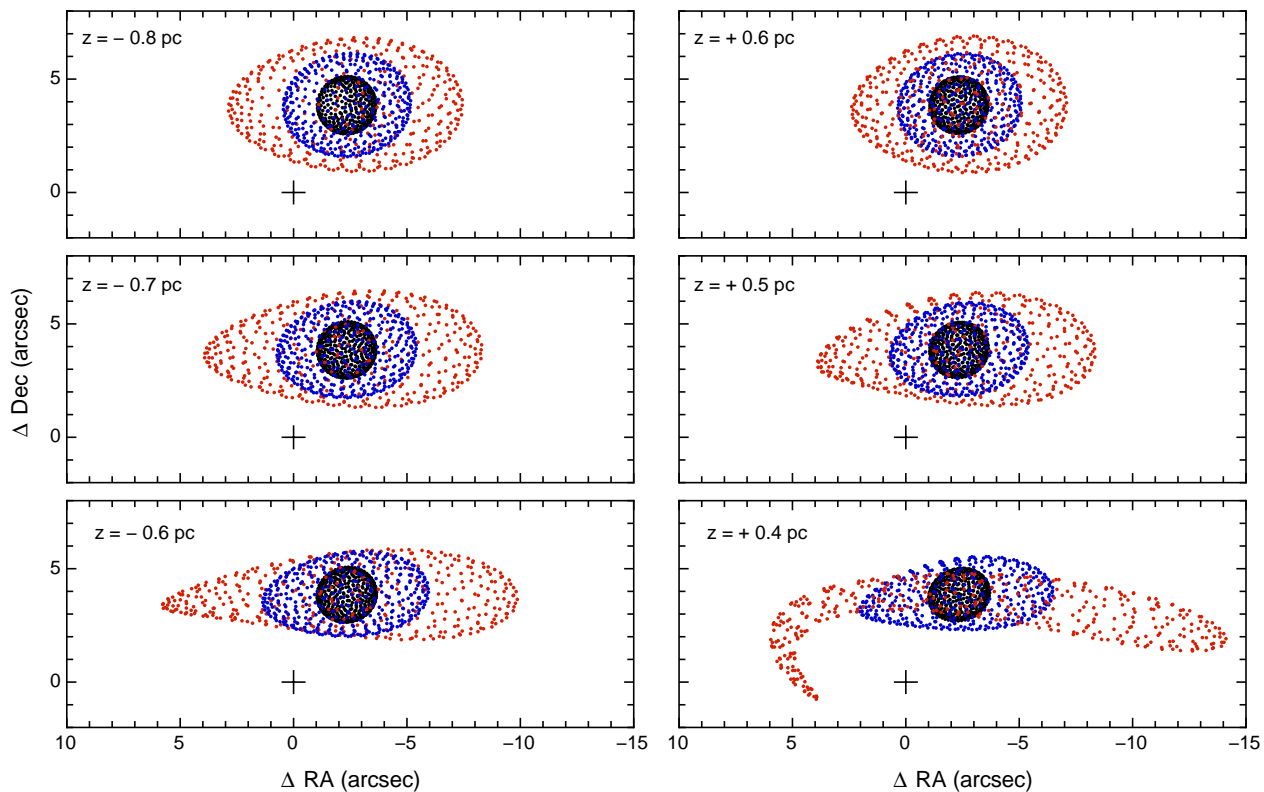 z = − 0.8 pc
z = + 0.6 pc
5
0
z = − 0.7 pc
z = + 0.5 pc
5
0
Δ Dec (arcsec)
z = − 0.6 pc
z = + 0.4 pc
5
0
10 5 0 −5 −10 −15
10 5 0 −5 −10 −15
Δ RA (arcsec)
Δ RA (arcsec)